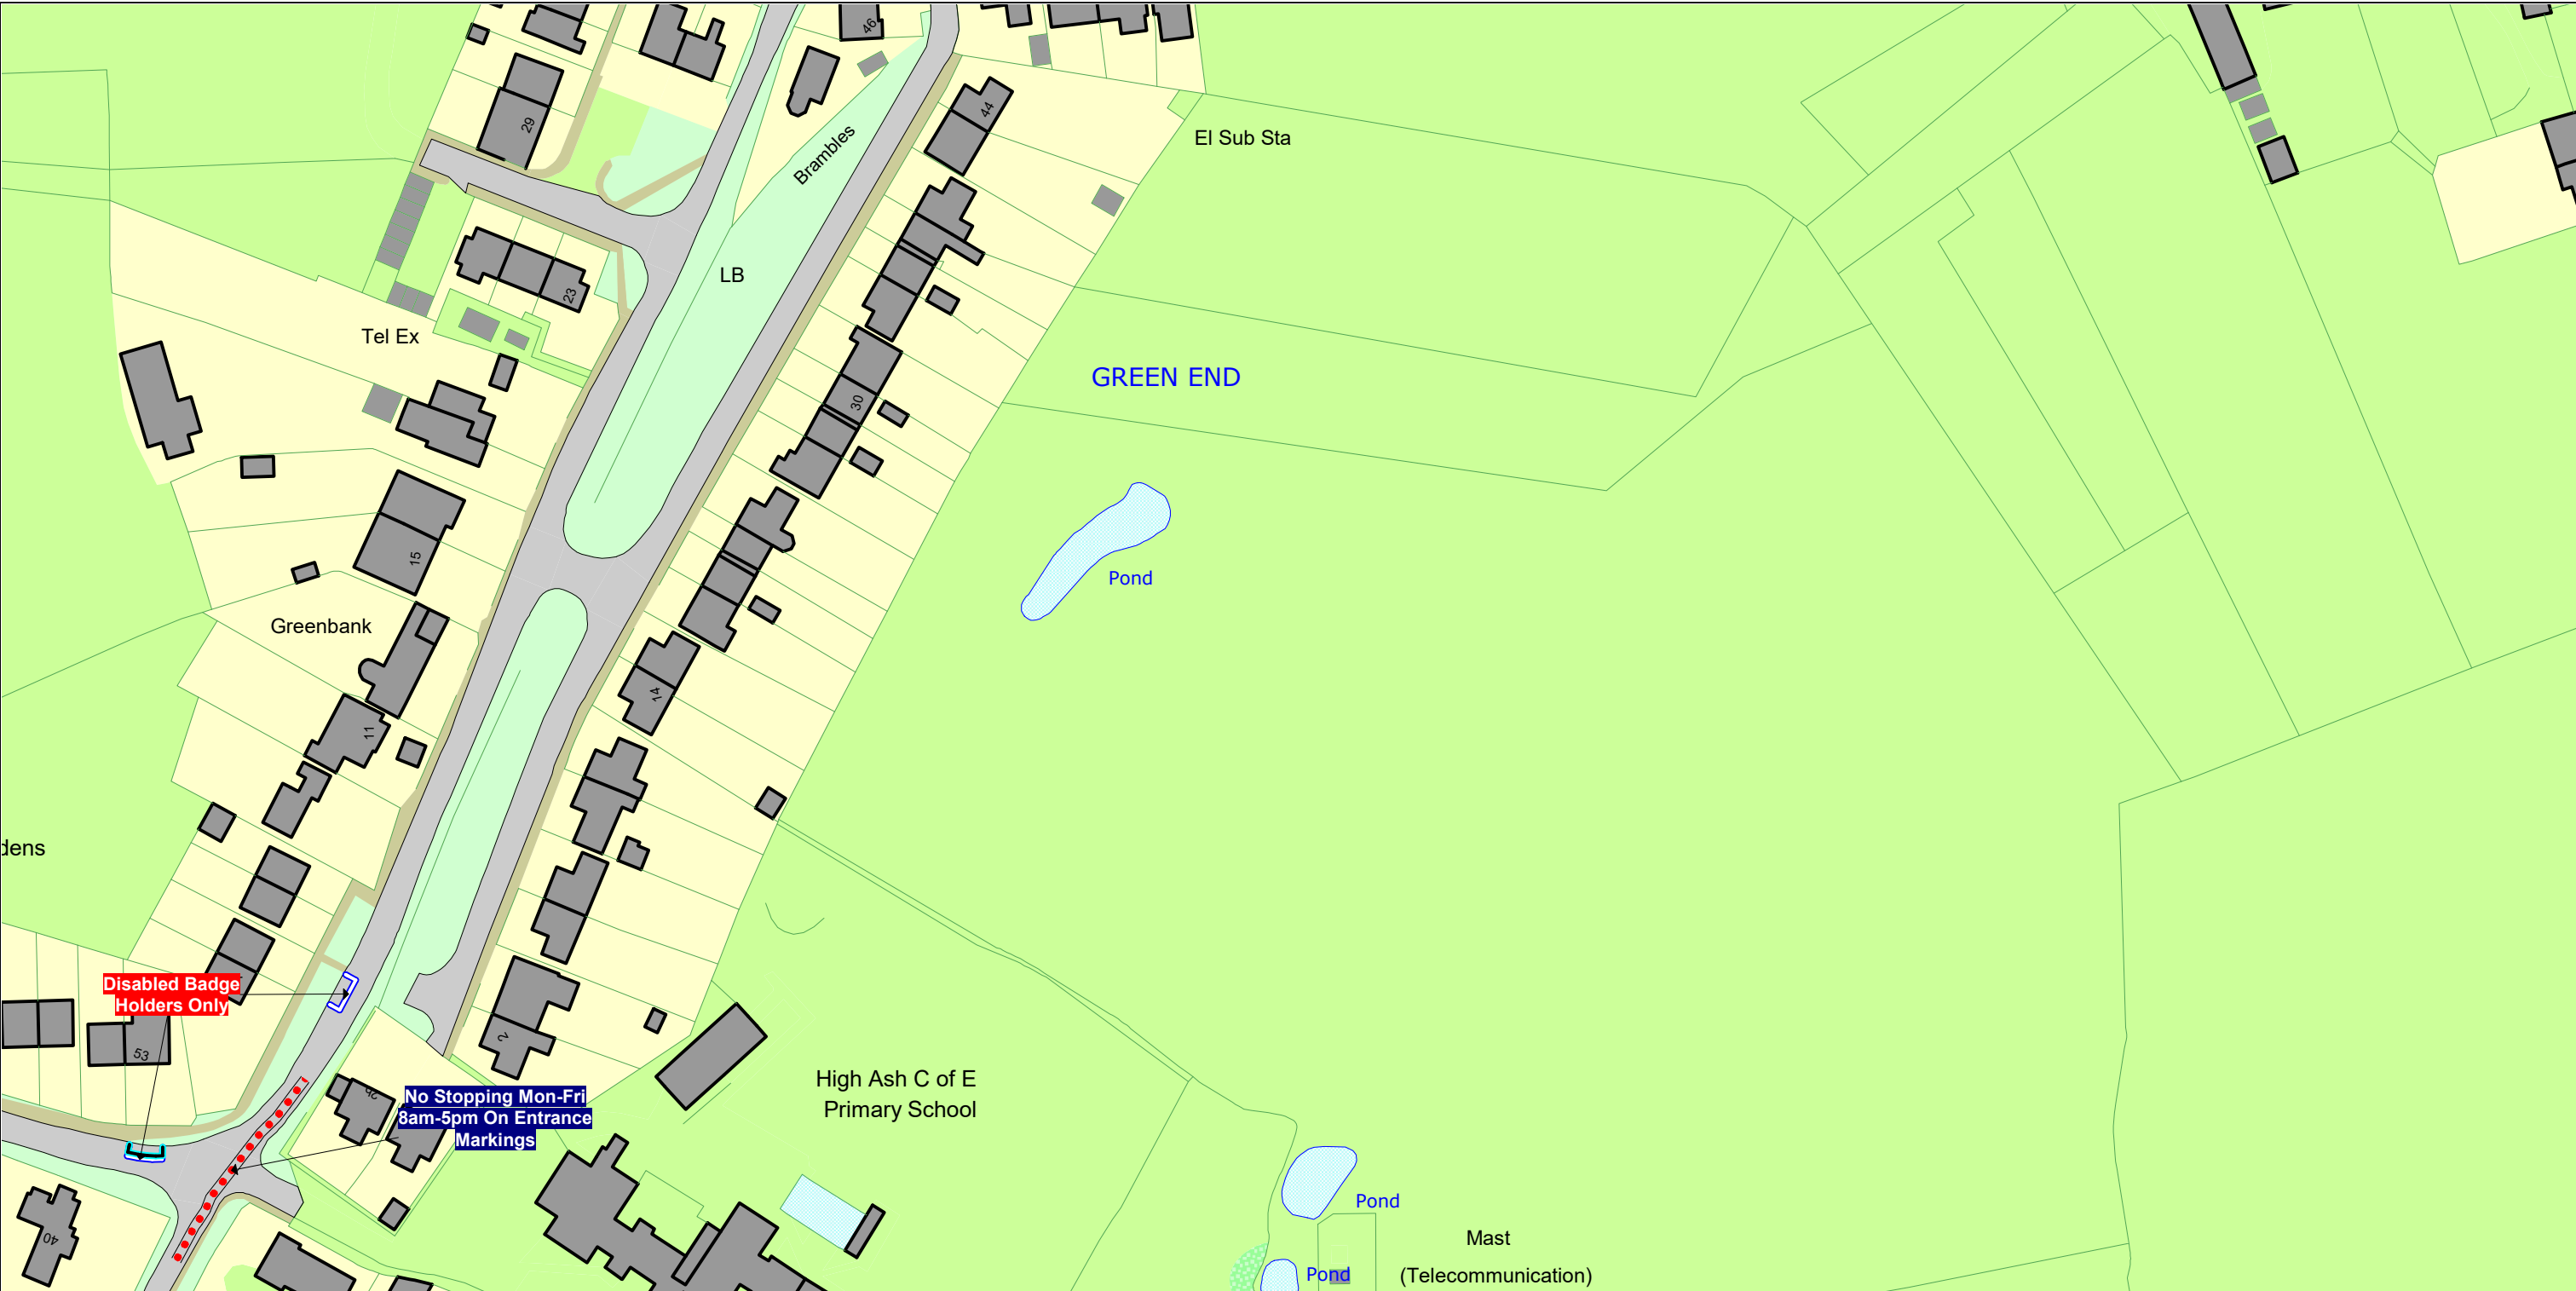 46
44
29
Brambles
El Sub Sta
LB
23
Tel Ex
GREEN END
30
15
Pond
Greenbank
14
11
dens
Disabled Badge
Holders Only
2
53
High Ash C of E
Primary School
2b
No Stopping Mon-Fri
8am-5pm On Entrance
Markings
Pond
40
Mast
(Telecommunication)
Pond